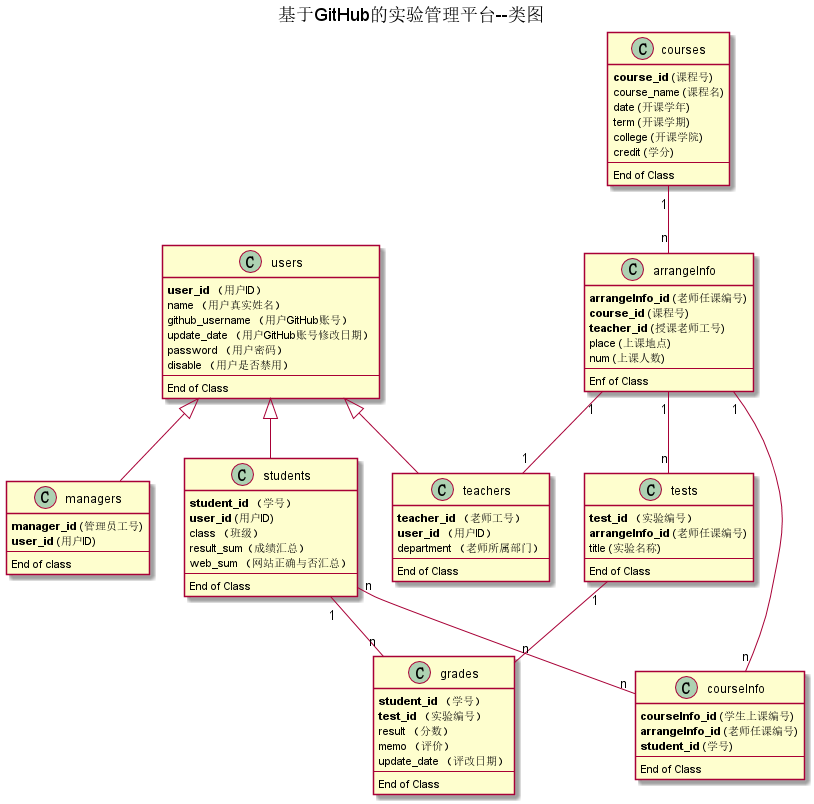 基于GitHub的实验管理平台--类图
C courses
course_id (课程号)
course_name (课程名)
date (开课学年)
term (开课学期)
college (开课学院)
credit (学分)
End of Class
1
n
C users
user_id （用户ID）
name （用户真实姓名）
github_username （用户GitHub账号）
update_date （用户GitHub账号修改日期）
password （用户密码）
disable （用户是否禁用）
End of Class
C arrangeInfo
arrangeInfo_id (老师任课编号)
course_id (课程号)
teacher_id (授课老师工号)
place (上课地点)
num (上课人数)
Enf of Class
1
1
1
1
n
C managers
manager_id (管理员工号)
user_id (用户ID)
End of class
C students
student_id （学号）
user_id (用户ID)
class （班级）
result_sum （成绩汇总）
web_sum （网站正确与否汇总）
End of Class
C teachers
teacher_id （老师工号）
user_id （用户ID）
department （老师所属部门）
End of Class
C tests
test_id （实验编号）
arrangeInfo_id (老师任课编号)
title (实验名称)
End of Class
n
1
1
n
n
n
n
C grades
student_id （学号）
test_id （实验编号）
result （分数）
memo （评价）
update_date （评改日期）
End of Class
C courseInfo
courseInfo_id (学生上课编号)
arrangeInfo_id (老师任课编号)
student_id (学号)
End of Class